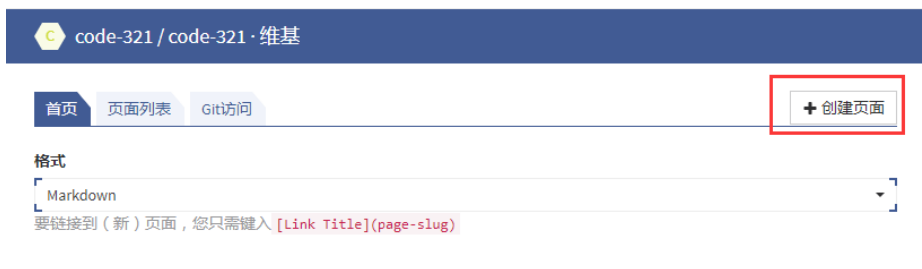 C code-321 / code-321 · 维基
首页 页面列表 Git访问 + 创建页面
格式
Markdown
要链接到（新）页面，您只需键入 [Link Title](page-slug)